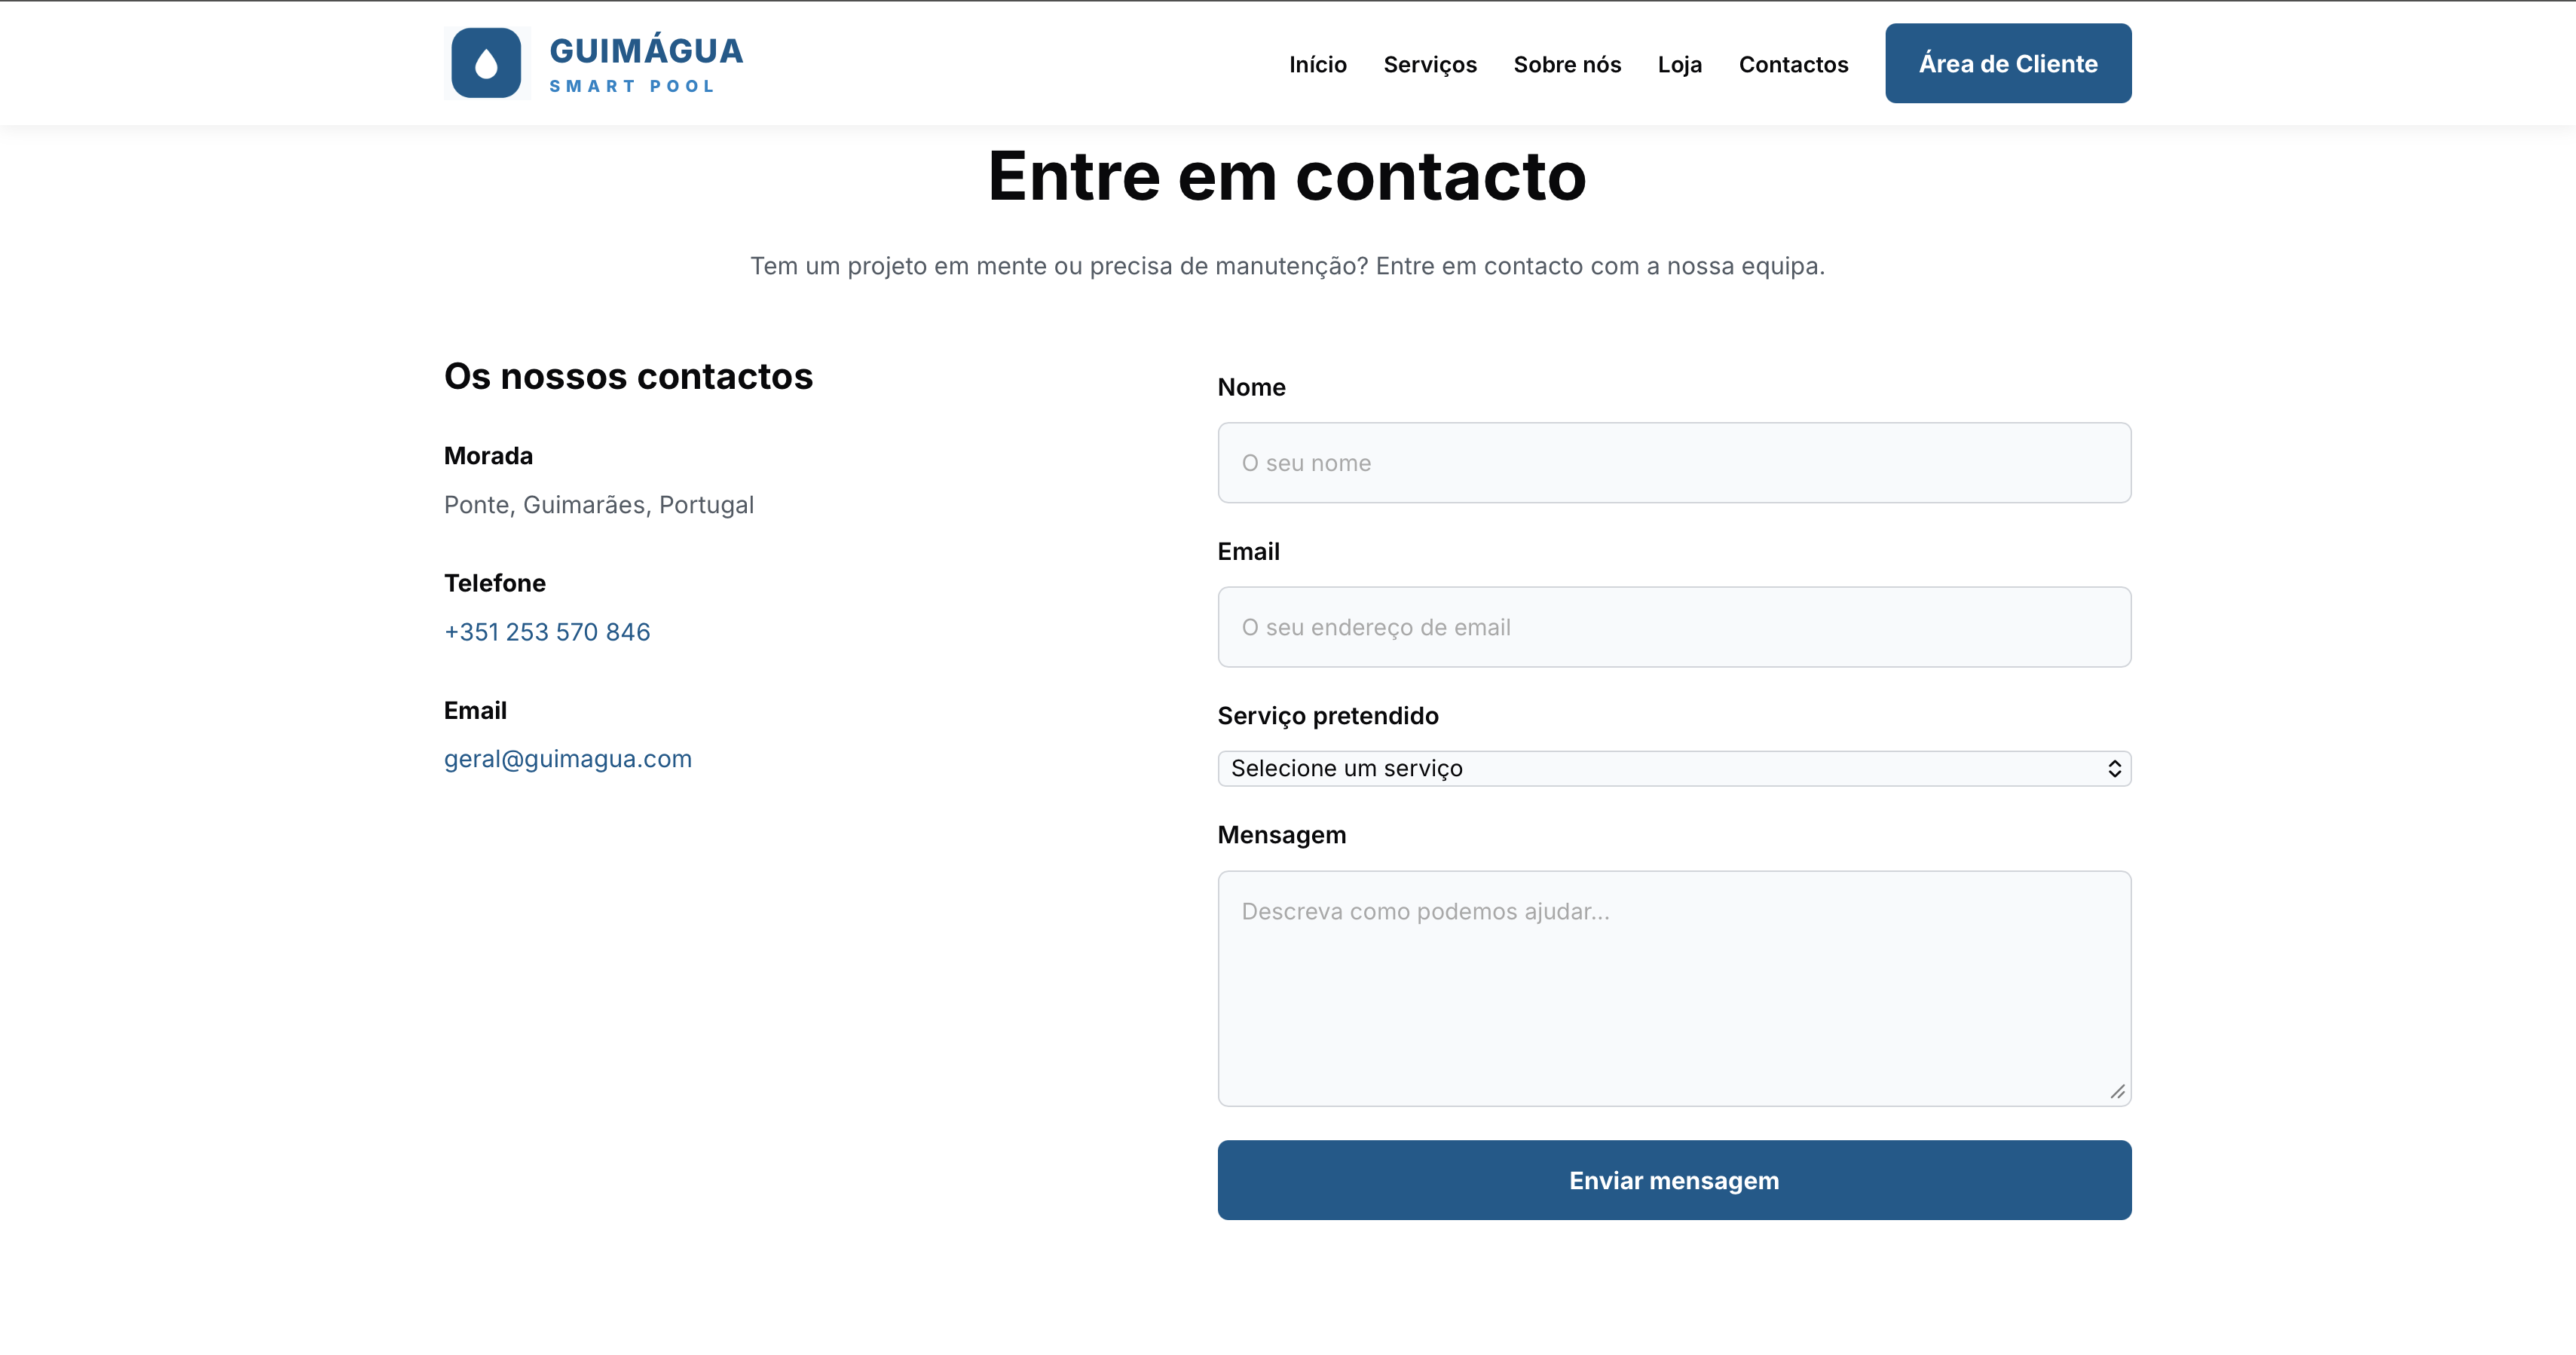 GUIMÁGUA
SMART POOL
Início
Serviços
Sobre nós
Loja
Contactos
Área de Cliente
Entre em contacto
Tem um projeto em mente ou precisa de manutenção? Entre em contacto com a nossa equipa.
Os nossos contactos
Morada
Ponte, Guimarães, Portugal
Telefone
+351 253 570 846
Email
geral@guimagua.com
Nome
O seu nome
Email
O seu endereço de email
Serviço pretendido
Selecione um serviço
Mensagem
Descreva como podemos ajudar...
Enviar mensagem